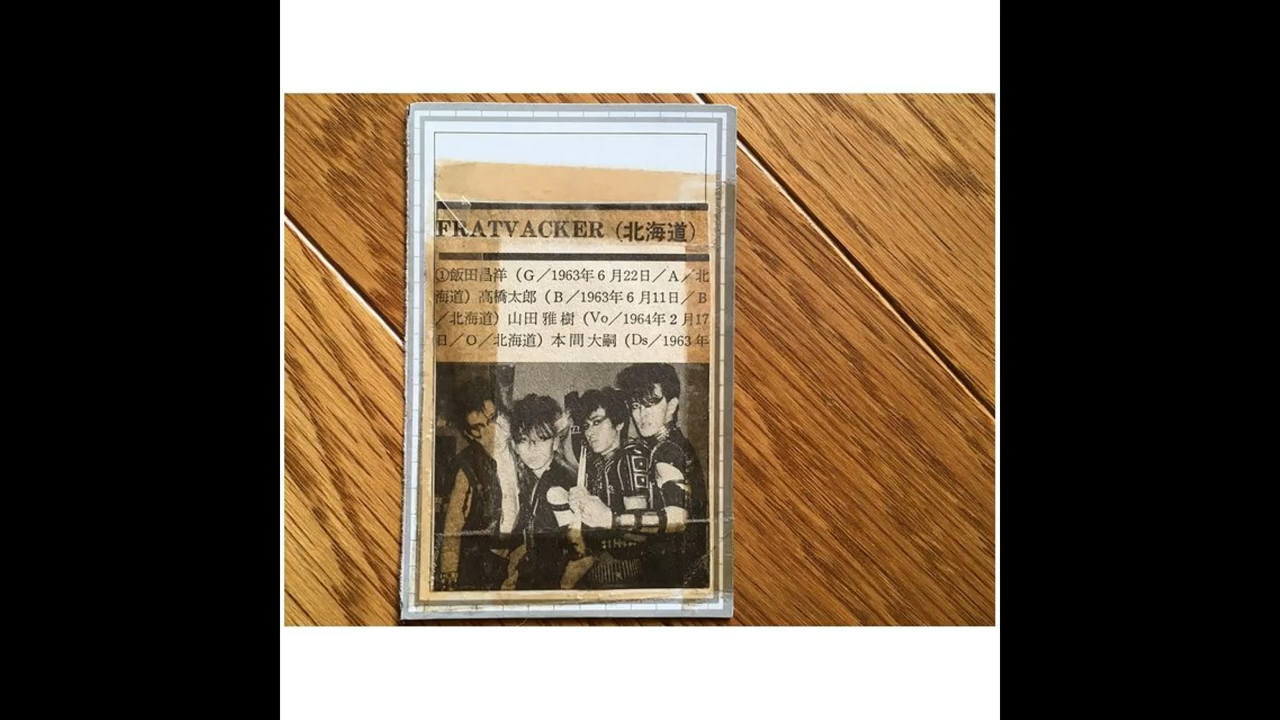 FRATVACKER (北海道)
①飯田昌洋(G／1963年6月22日／A／北
海道)高橋太郎(B／1963年6月11日／B
／北海道)山田雅樹(Vo／1964年2月17
日／O／北海道)本間大嗣(Ds／1963年